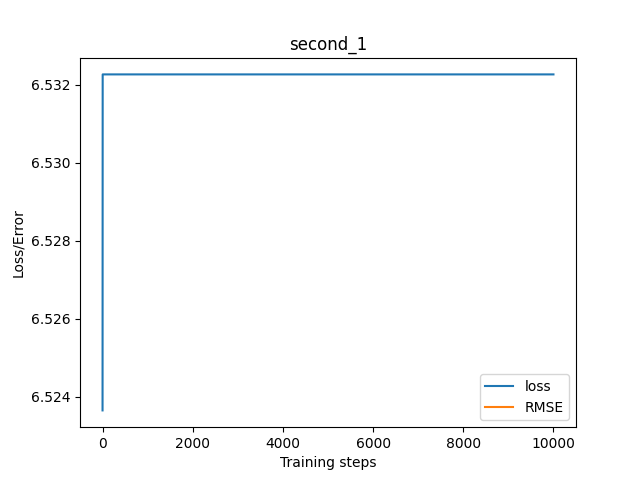 second_1
Loss/Error
6.532
6.530
6.528
6.526
6.524
0
2000
4000
6000
8000
10000
Training steps
loss
RMSE